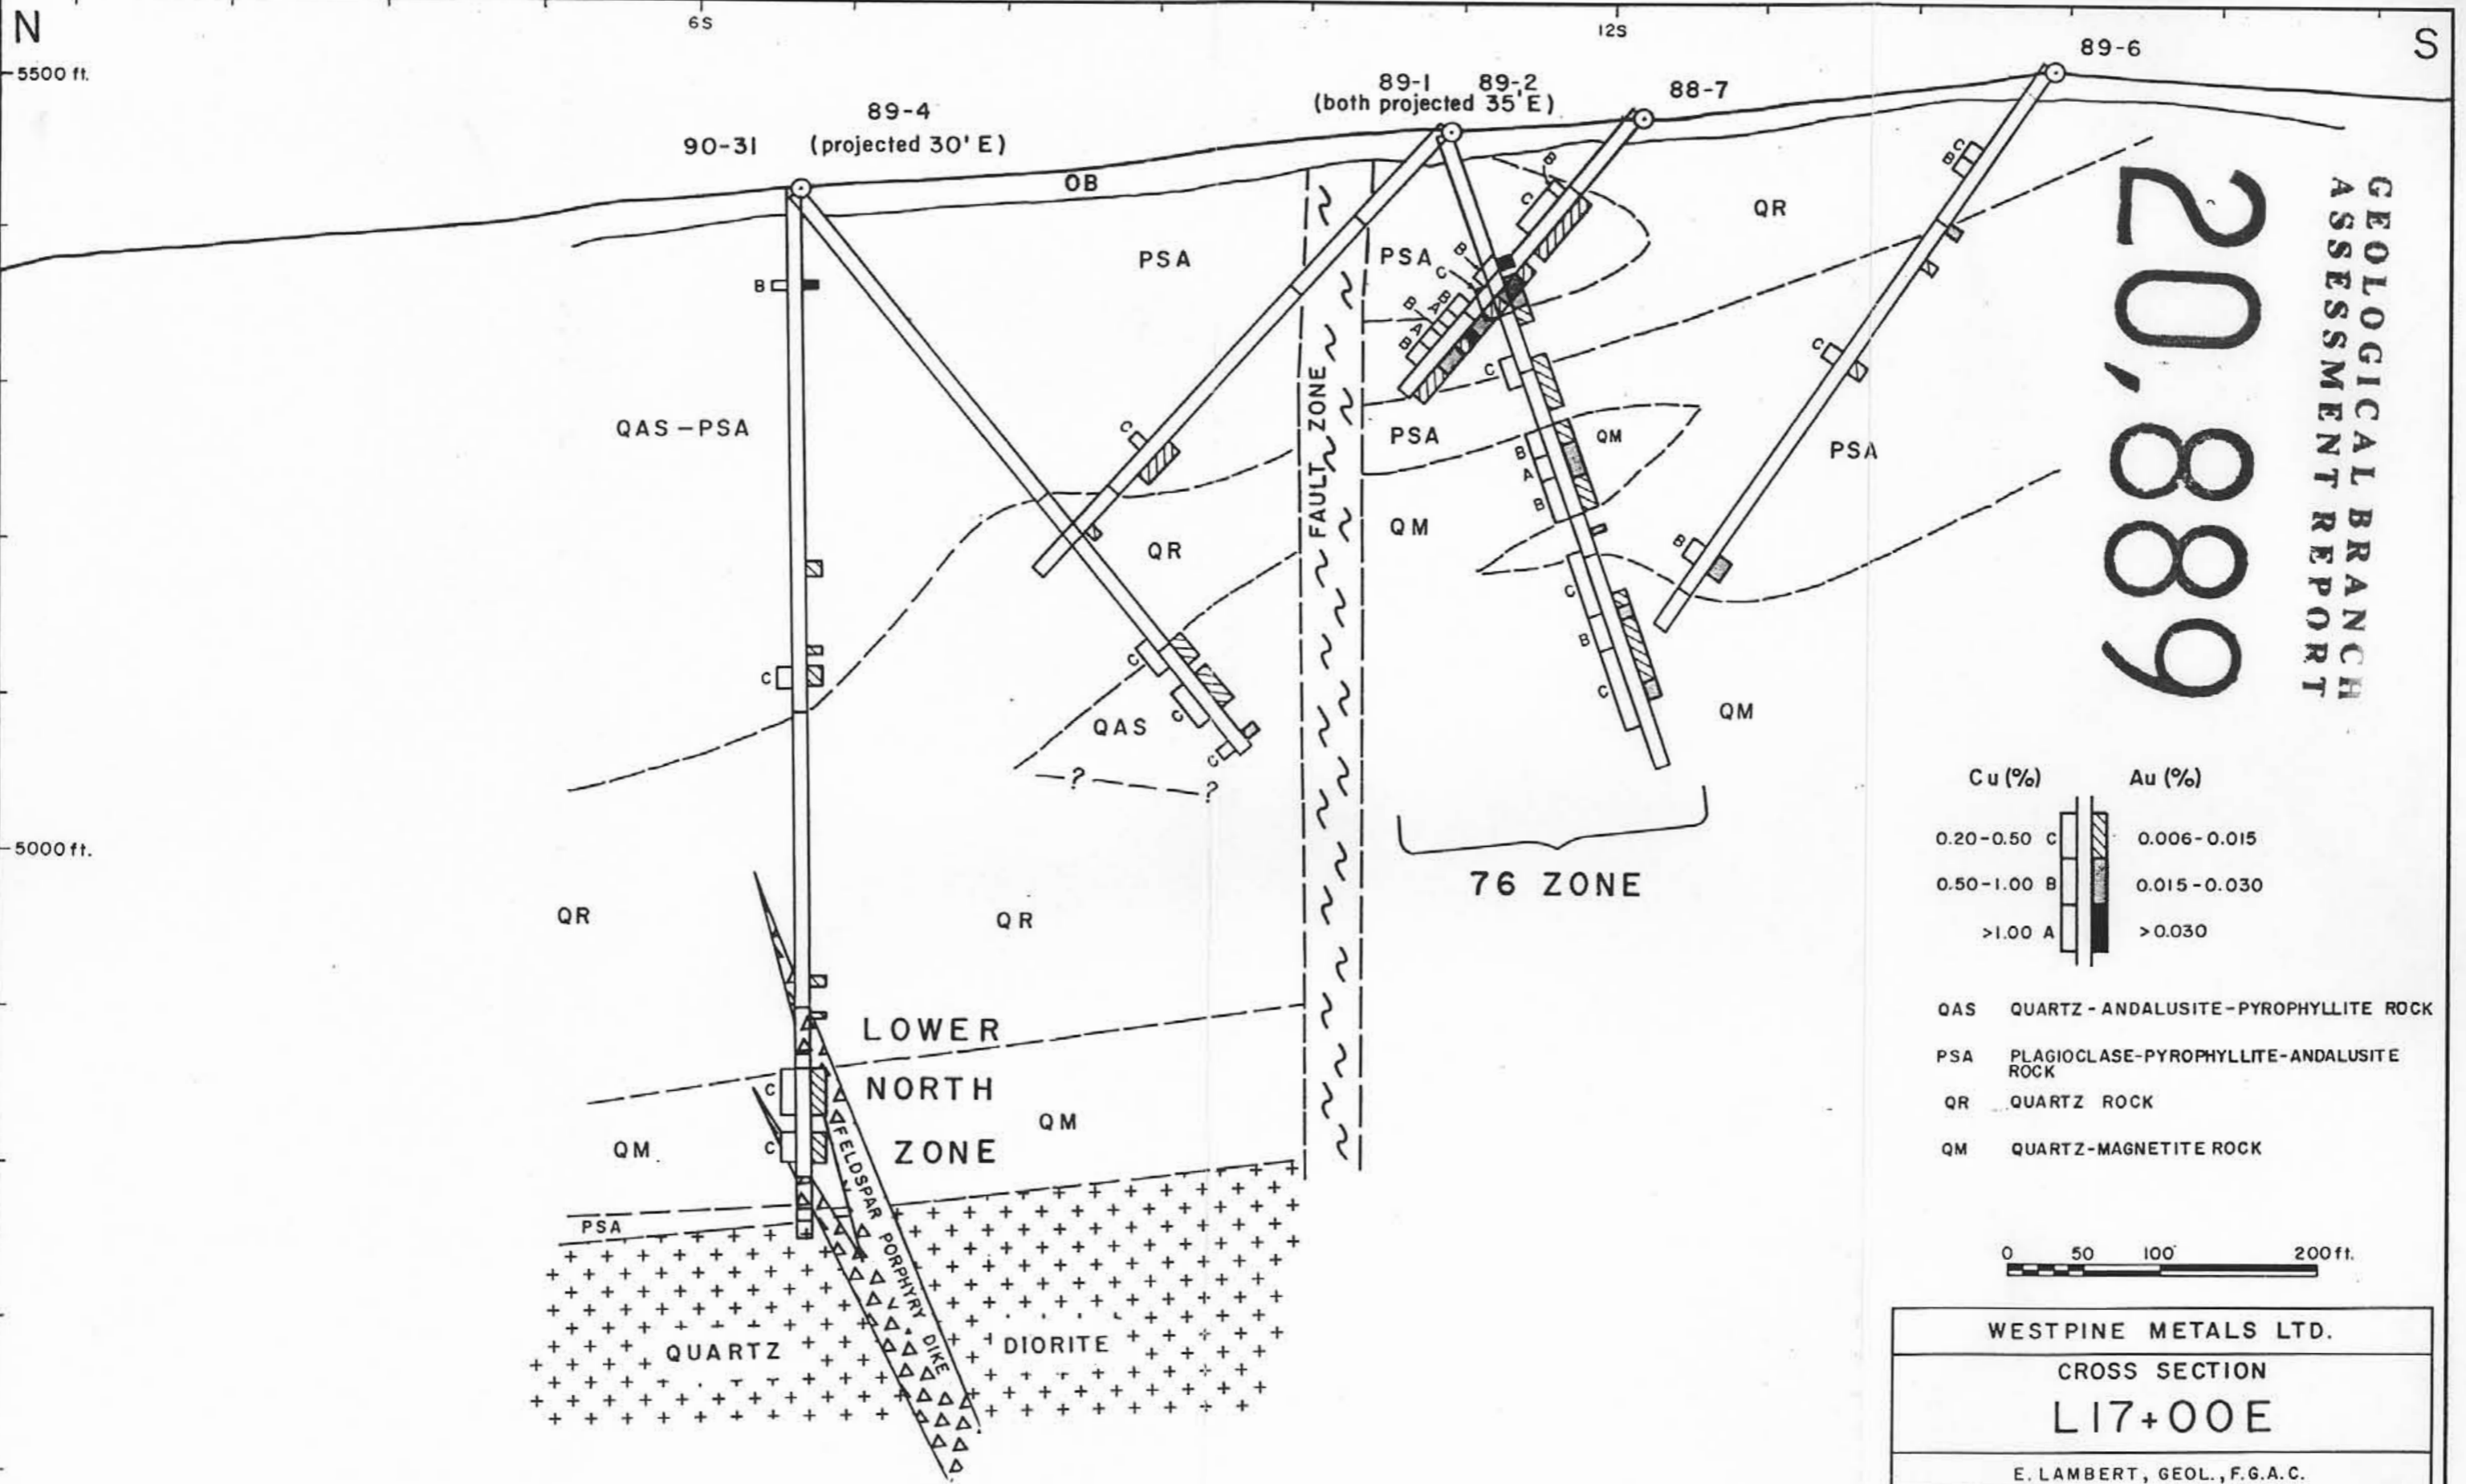 N
6S
12S
S
5500 ft.
89-6
89-1 89-2
(both projected 35'E)
88-7
89-4
90-31 (projected 30' E)
OB
PSA
PSA
QR
B
C
B
C
B
A
B
B
A
B
B
QAS-PSA
FAULT ZONE
C
C
C
B
C
B
PSA
QM
PSA
QR
QM
B
A
B
C
B
C
C
C
C
C
QAS
?
?
QM
5000 ft.
76 ZONE
QR
QR
LOWER
NORTH
ZONE
C
C
QM
QM
PSA
FELDSPAR PORPHYRY DIKE
QUARTZ DIORITE
GEOLOGICAL BRANCH
ASSESSMENT REPORT
20,889
Cu (%) Au (%)
0.20-0.50 C 0.006-0.015
0.50-1.00 B 0.015-0.030
>1.00 A >0.030
QAS QUARTZ-ANDALUSITE-PYROPHYLLITE ROCK
PSA PLAGIOCLASE-PYROPHYLLITE-ANDALUSITE
ROCK
QR QUARTZ ROCK
QM QUARTZ-MAGNETITE ROCK
0 50 100 200 ft.
WESTPINE METALS LTD.
CROSS SECTION
L17+00E
E. LAMBERT, GEOL., F.G.A.C.